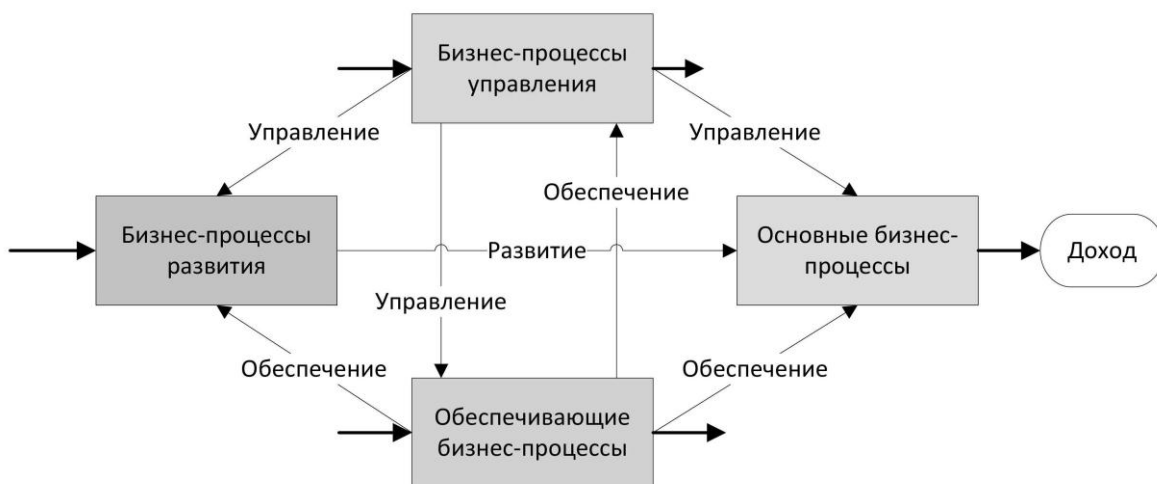 Бизнес-процессы
управления
Управление
Управление
Обеспечение
Бизнес-процессы
развития
Развитие
Основные бизнес-
процессы
Доход
Управление
Обеспечение
Обеспечение
Обеспечивающие
бизнес-процессы